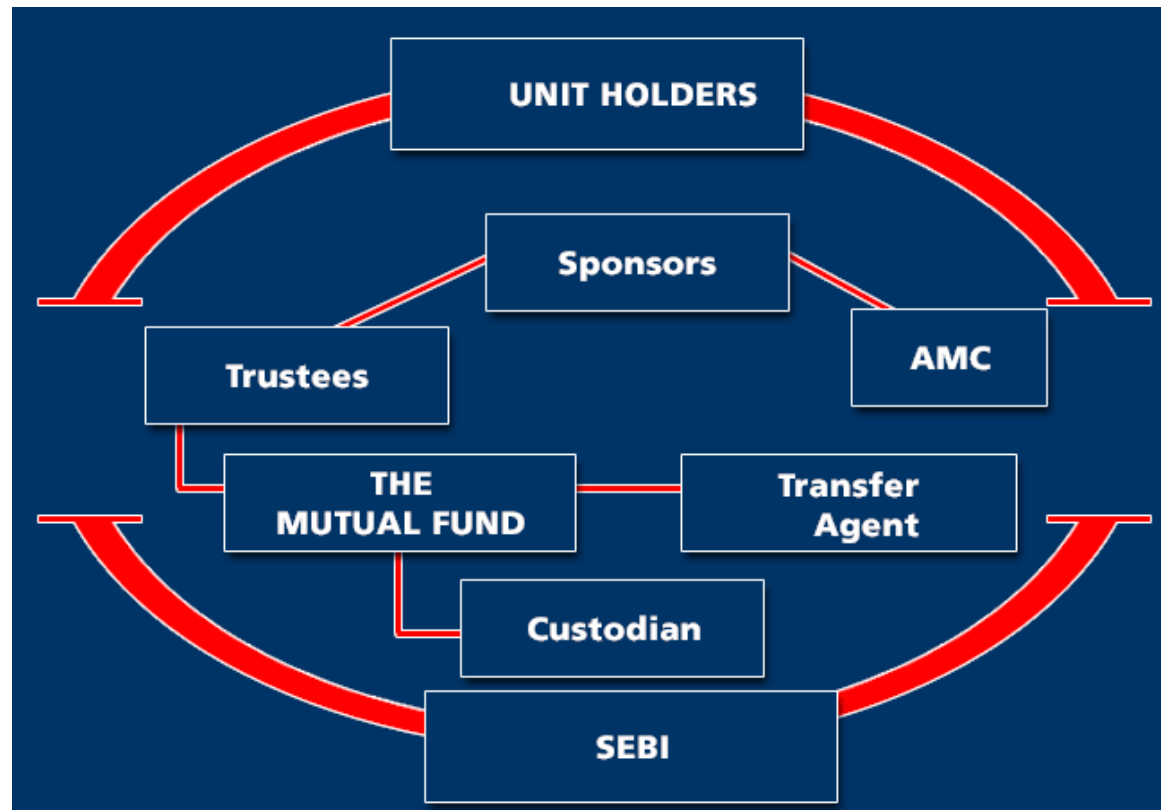 UNIT HOLDERS
Sponsors
AMC
Trustees
THE
MUTUAL FUND
Transfer
Agent
Custodian
SEBI